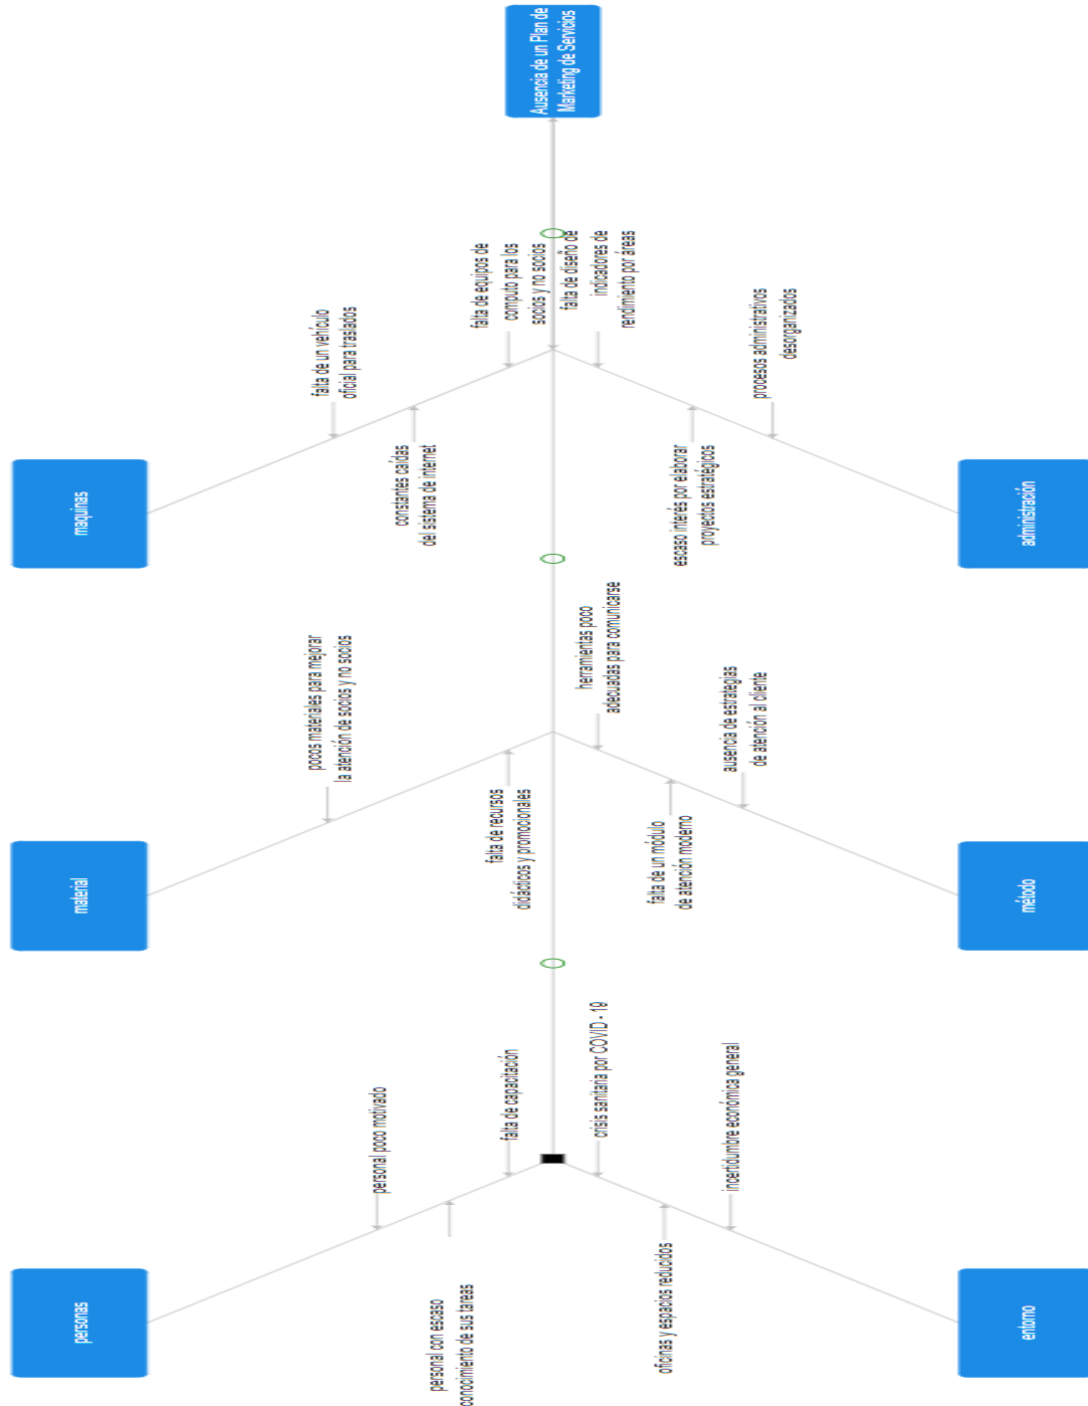 personas
material
maquinas
personal poco motivado
personal con escaso
conocimiento de sus tareas
falta de capacitación
pocos materiales para mejorar
la atención de socios y no socios
falta de recursos
didácticos y promocionales
falta de un vehículo
oficial para traslados
constantes caídas
del sistema de internet
falta de equipos de
computo para los
socios y no socios
Ausencia de un Plan de
Marketing de Servicios
crisis sanitaria por COVID - 19
oficinas y espacios reducidos
incertidumbre económica general
herramientas poco
adecuadas para comunicarse
falta de un módulo
de atención moderno
ausencia de estrategias
de atención al cliente
falta de diseño de
indicadores de
rendimiento por áreas
escaso interés por elaborar
proyectos estratégicos
procesos administrativos
desorganizados
entorno
método
administración